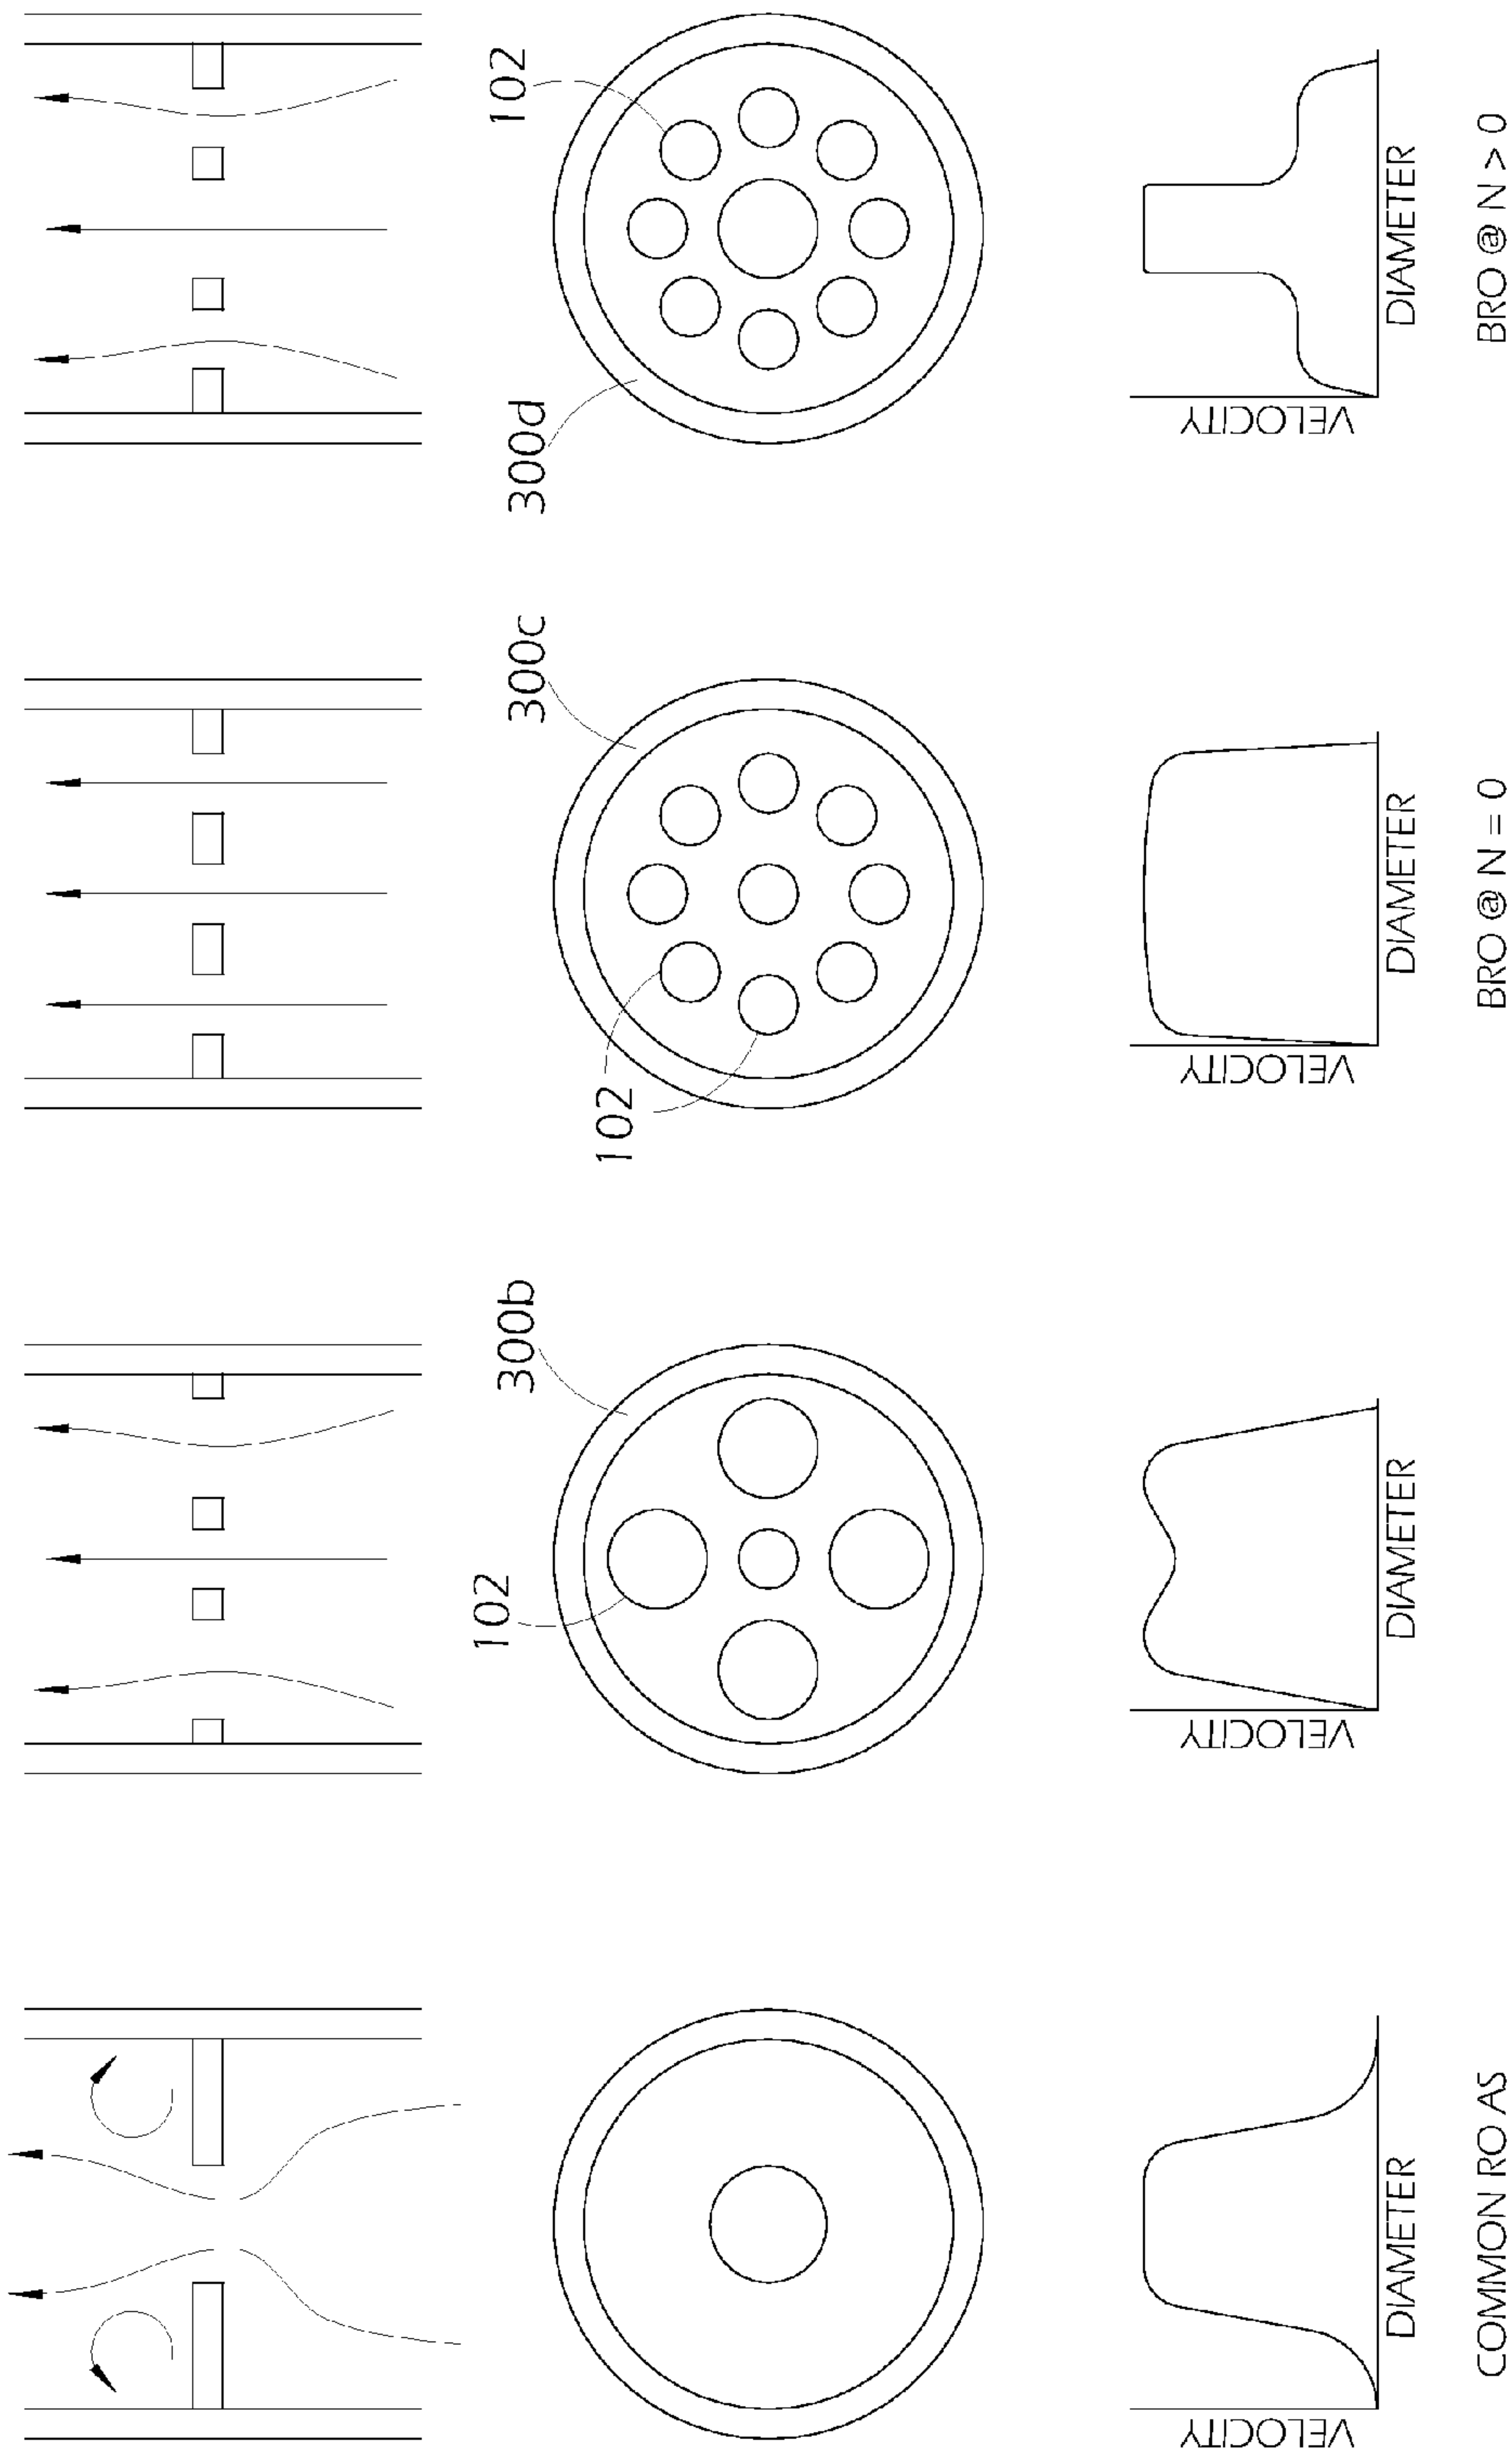 300b
102
300c
102
300d
102
VELOCITY
DIAMETER
VELOCITY
DIAMETER
VELOCITY
DIAMETER
VELOCITY
DIAMETER
COMMON RO AS
BRO @ N = 0
BRO @ N > 0